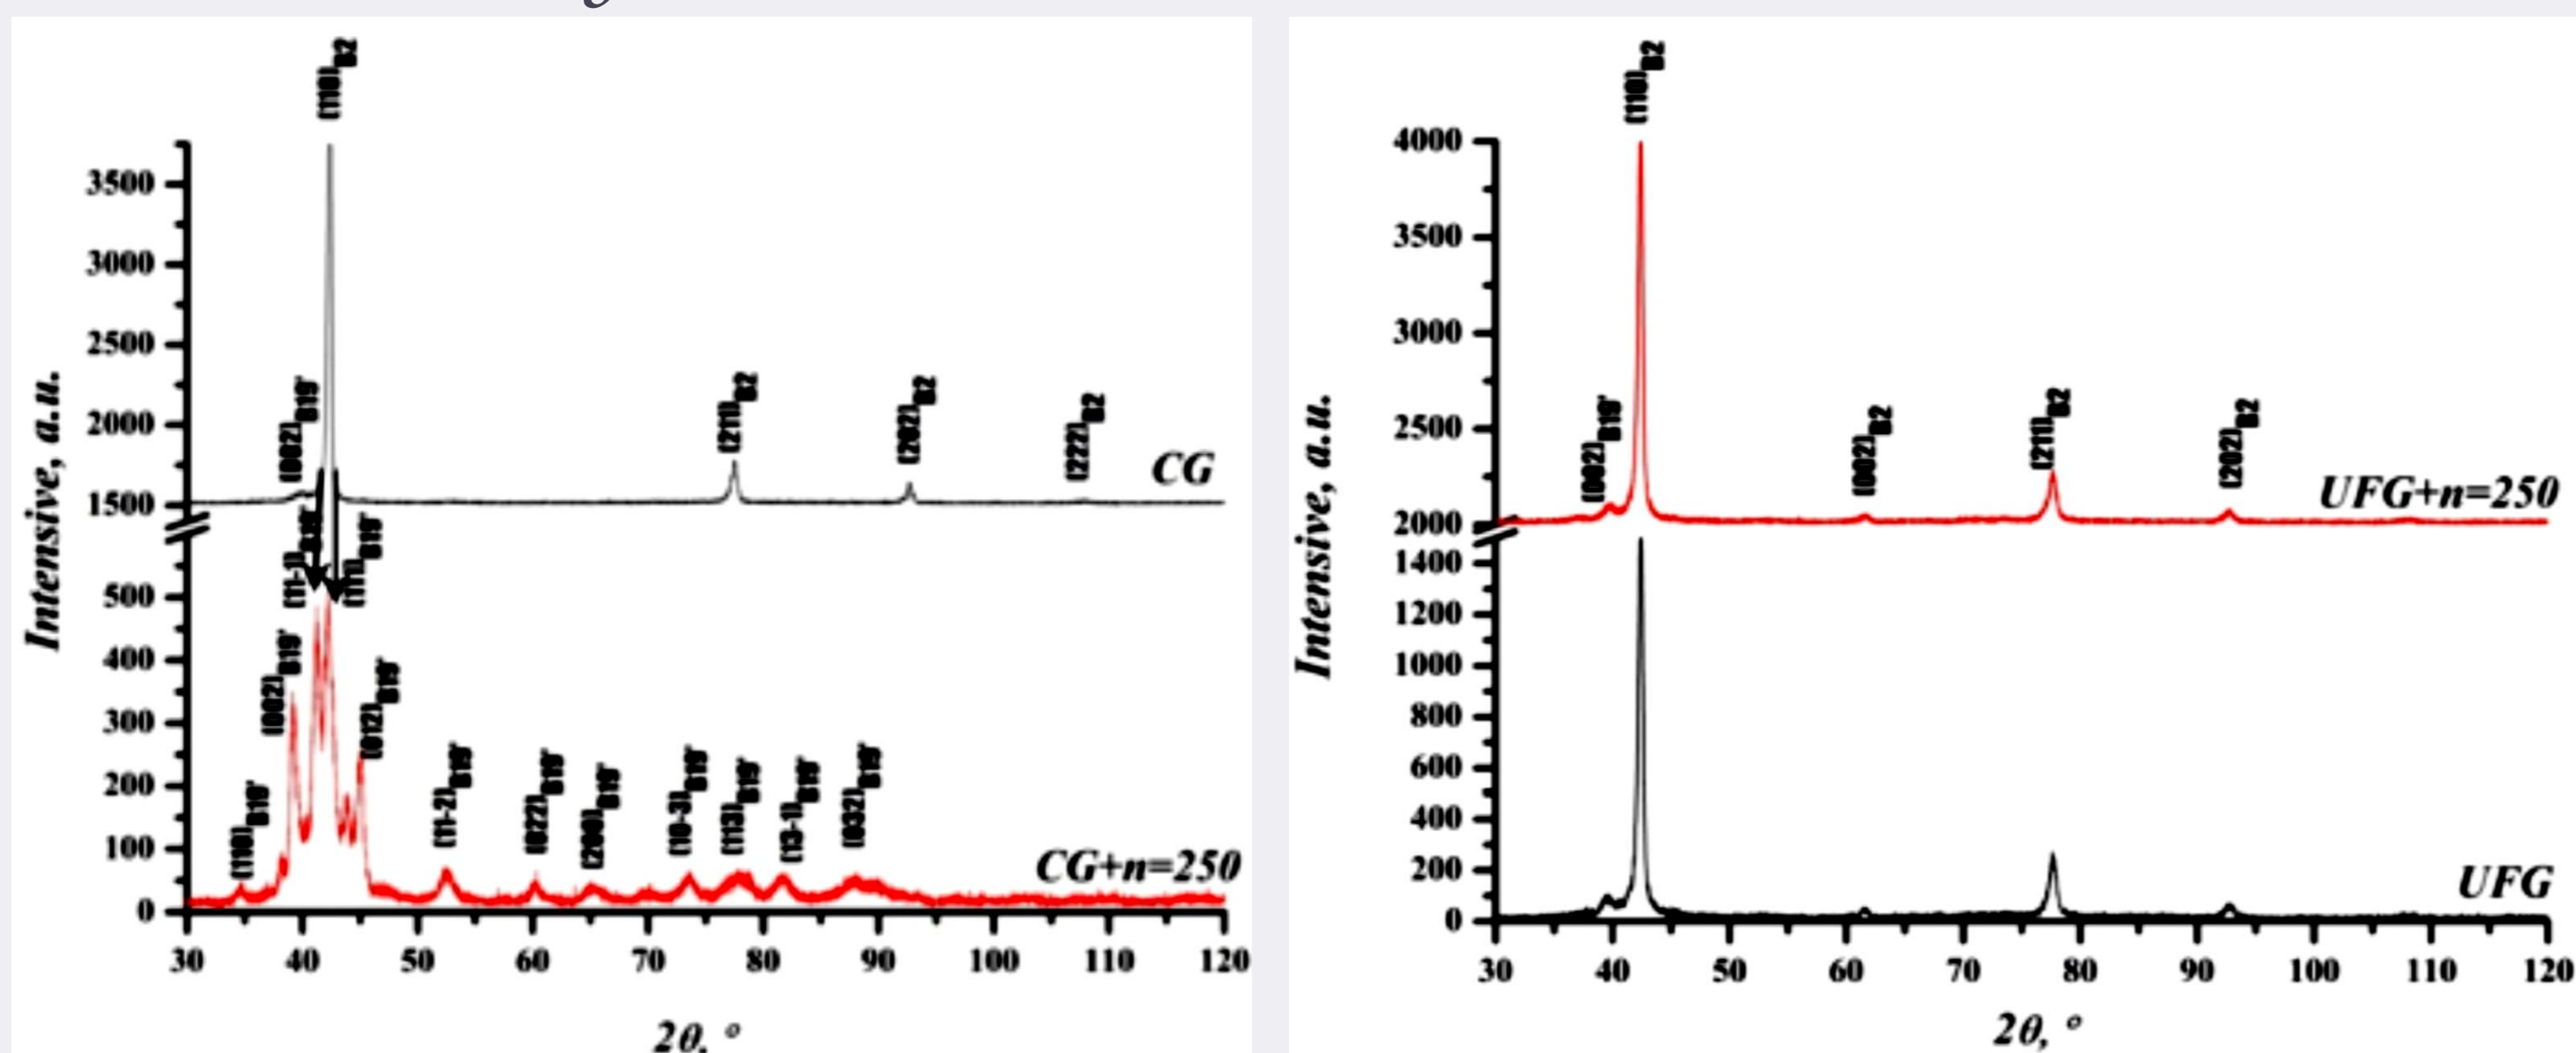 (110)B2
3500
3000
2500
2000
1500
(002)B19'
(211)B2
(202)B2
(222)B2
CG
Intensive, a.u.
(11-1)B19'
(111)B19'
500
400
300
200
100
0
(110)B19'
(002)B19'
(012)B19'
(11-2)B19'
(022)B19'
(200)B19'
(10-3)B19'
(113)B19'
(13-1)B19'
(032)B19'
CG+n=250
30 40 50 60 70 80 90 100 110 120
2θ, °
(110)B2
4000
3500
3000
2500
2000
(002)B19'
(002)B2
(211)B2
(202)B2
UFG+n=250
Intensive, a.u.
1400
1200
1000
800
600
400
200
0
UFG
30 40 50 60 70 80 90 100 110 120
2θ, °